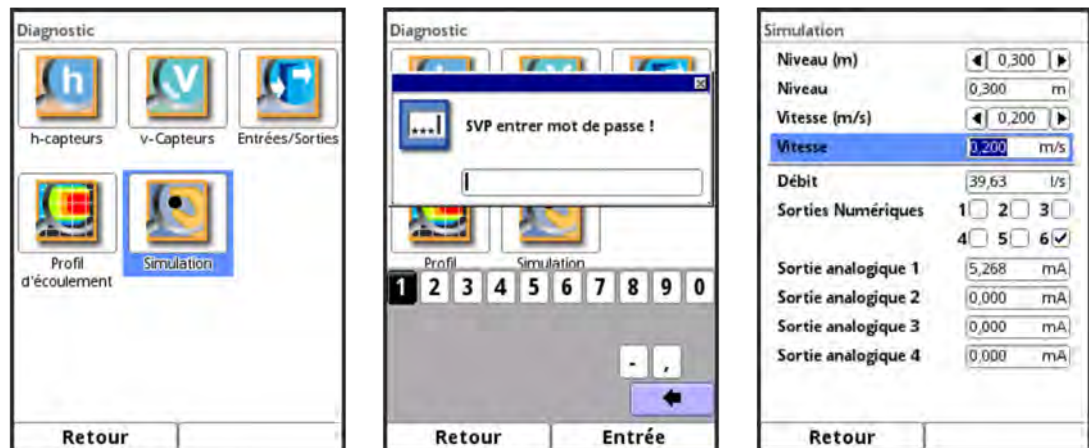 Diagnostic
h
v
h-capteurs v-Capteurs Entrées/Sorties
Profil
d'écoulement
Simulation
Retour
Diagnostic
...
SVP entrer mot de passe !
Profil Simulation
1 2 3 4 5 6 7 8 9 0
- ,
Retour Entrée
Simulation
Niveau (m) 0,300
Niveau 0,300 m
Vitesse (m/s) 0,200
Vitesse 0,200 m/s
Débit 39,63 l/s
Sorties Numériques 1 2 3
4 5 6
Sortie analogique 1 5,268 mA
Sortie analogique 2 0,000 mA
Sortie analogique 3 0,000 mA
Sortie analogique 4 0,000 mA
Retour